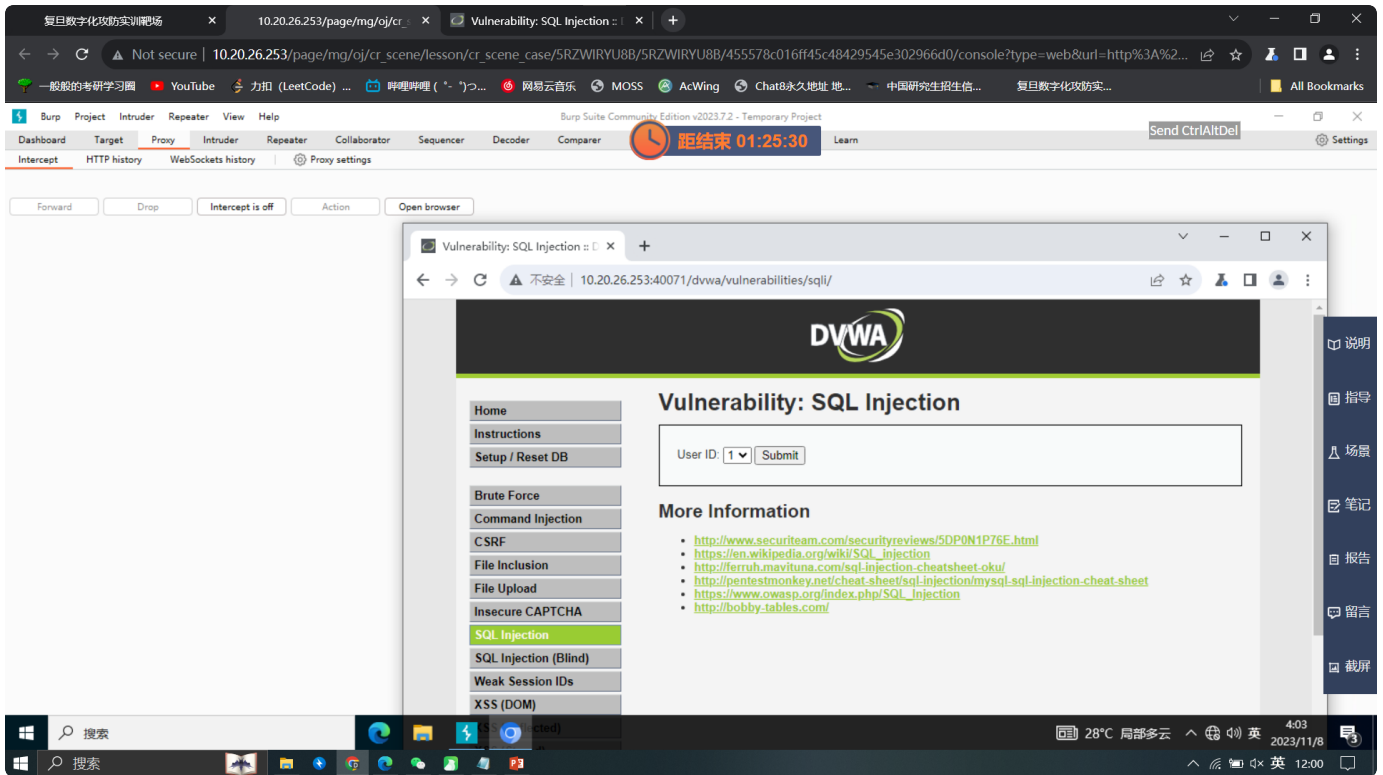 复旦数字化攻防实训靶场
10.20.26.253/page/mg/oj/cr_s
Vulnerability: SQL Injection ::
Not secure
10.20.26.253/page/mg/oj/cr_scene/lesson/cr_scene_case/5RZWIRYU8B/5RZWIRYU8B/455578c016ff45c48429545e302966d0/console?type=web&url=http%3A%2...
一般般的考研学习圈 YouTube 力扣 (LeetCode) ... 哔哩哔哩 ( ゜- ゜)つ... 网易云音乐 MOSS AcWing Chat8永久地址 地... 中国研究生招生信... 复旦数字化攻防实... All Bookmarks
Burp Project Intruder Repeater View Help
Burp Suite Community Edition v2023.7.2 - Temporary Project
Dashboard Target Proxy Intruder Repeater Collaborator Sequencer Decoder Comparer
距结束 01:25:30
Learn
Send CtrlAltDel
Settings
Intercept HTTP history WebSockets history Proxy settings
Forward Drop Intercept is off Action Open browser
Vulnerability: SQL Injection ::
不安全 10.20.26.253:40071/dvwa/vulnerabilities/sqli/
DVWA
Home
Instructions
Setup / Reset DB
Brute Force
Command Injection
CSRF
File Inclusion
File Upload
Insecure CAPTCHA
SQL Injection
SQL Injection (Blind)
Weak Session IDs
XSS (DOM)
Vulnerability: SQL Injection
User ID: 1 Submit
More Information
http://www.securiteam.com/securityreviews/5DP0N1P76E.html
https://en.wikipedia.org/wiki/SQL_injection
http://ferruh.mavituna.com/sql-injection-cheatsheet-oku/
http://pentestmonkey.net/cheat-sheet/sql-injection/mysql-sql-injection-cheat-sheet
https://www.owasp.org/index.php/SQL_Injection
http://bobby-tables.com/
说明
指导
场景
笔记
报告
留言
截屏
搜索
28°C 局部多云 英
4:03
2023/11/8
3
搜索
英 12:00